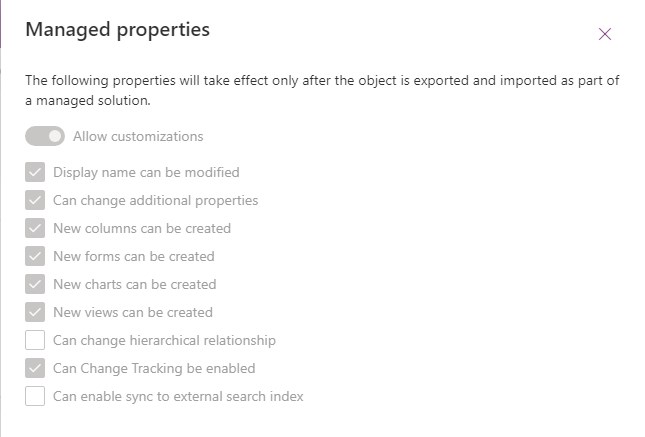 Managed properties
The following properties will take effect only after the object is exported and imported as part of
a managed solution.
Allow customizations
Display name can be modified
Can change additional properties
New columns can be created
New forms can be created
New charts can be created
New views can be created
Can change hierarchical relationship
Can Change Tracking be enabled
Can enable sync to external search index